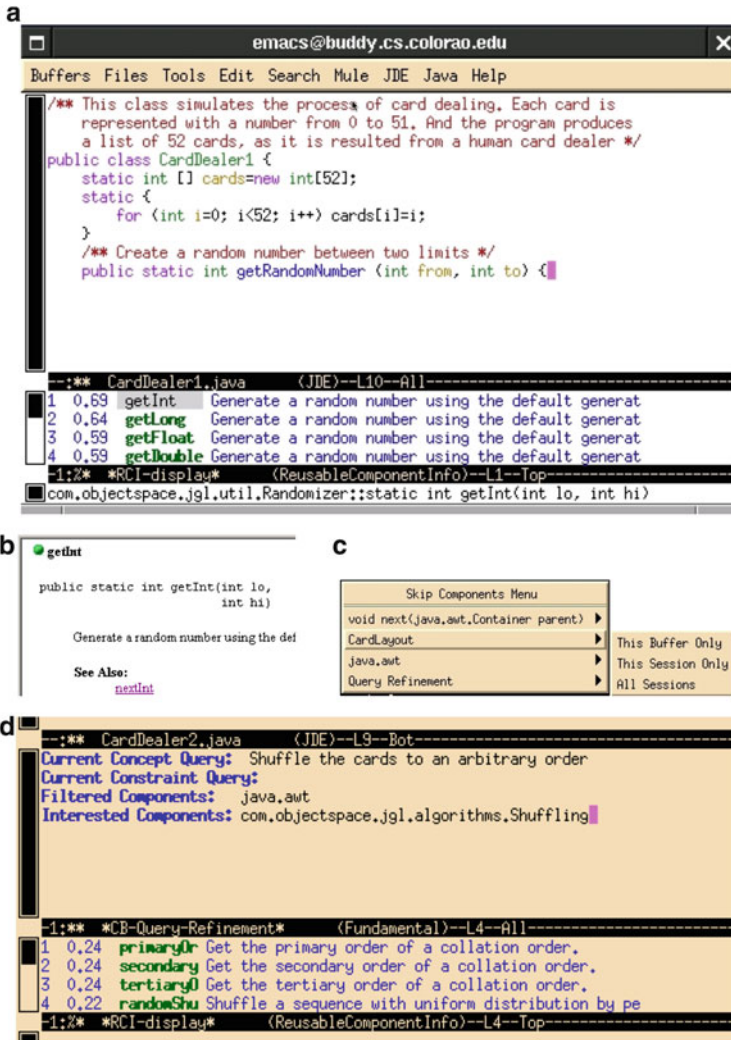 a
emacs@buddy.cs.colorao.edu
Buffers Files Tools Edit Search Mule JDE Java Help
/** This class simulates the process of card dealing. Each card is
represented with a number from 0 to 51. And the program produces
a list of 52 cards, as it is resulted from a human card dealer */
public class CardDealer1 {
static int [] cards=new int[52];
static {
for (int i=0; i<52; i++) cards[i]=i;
}
/** Create a random number between two limits */
public static int getRandomNumber (int from, int to) {
--:** CardDealer1.java (JDE)--L10--All--------------------------------
1 0.69 getInt Generate a random number using the default generat
2 0.64 getLong Generate a random number using the default generat
3 0.59 getFloat Generate a random number using the default generat
4 0.59 getDouble Generate a random number using the default generat
-1:%* *RCI-display* (ReusableComponentInfo)--L1--Top-------------------
com.objectspace.jgl.util.Randomizer::static int getInt(int lo, int hi)
b
getInt
public static int getInt(int lo,
int hi)
Generate a random number using the def
See Also:
nextInt
c
Skip Components Menu
void next(java.awt.Container parent)
CardLayout
java.awt
Query Refinement
This Buffer Only
This Session Only
All Sessions
d
--:** CardDealer2.java (JDE)--L9--Bot--------------------------------
Current Concept Query: Shuffle the cards to an arbitrary order
Current Constraint Query:
Filtered Components: java.awt
Interested Components: com.objectspace.jgl.algorithms.Shuffling
-1:** *CB-Query-Refinement* (Fundamental)--L4--All---------------------
1 0.24 primaryOr Get the primary order of a collation order.
2 0.24 secondary Get the secondary order of a collation order.
3 0.24 tertiaryO Get the tertiary order of a collation order.
4 0.22 randomShu Shuffle a sequence with uniform distribution by pe
-1:%* *RCI-display* (ReusableComponentInfo)--L4--Top-------------------